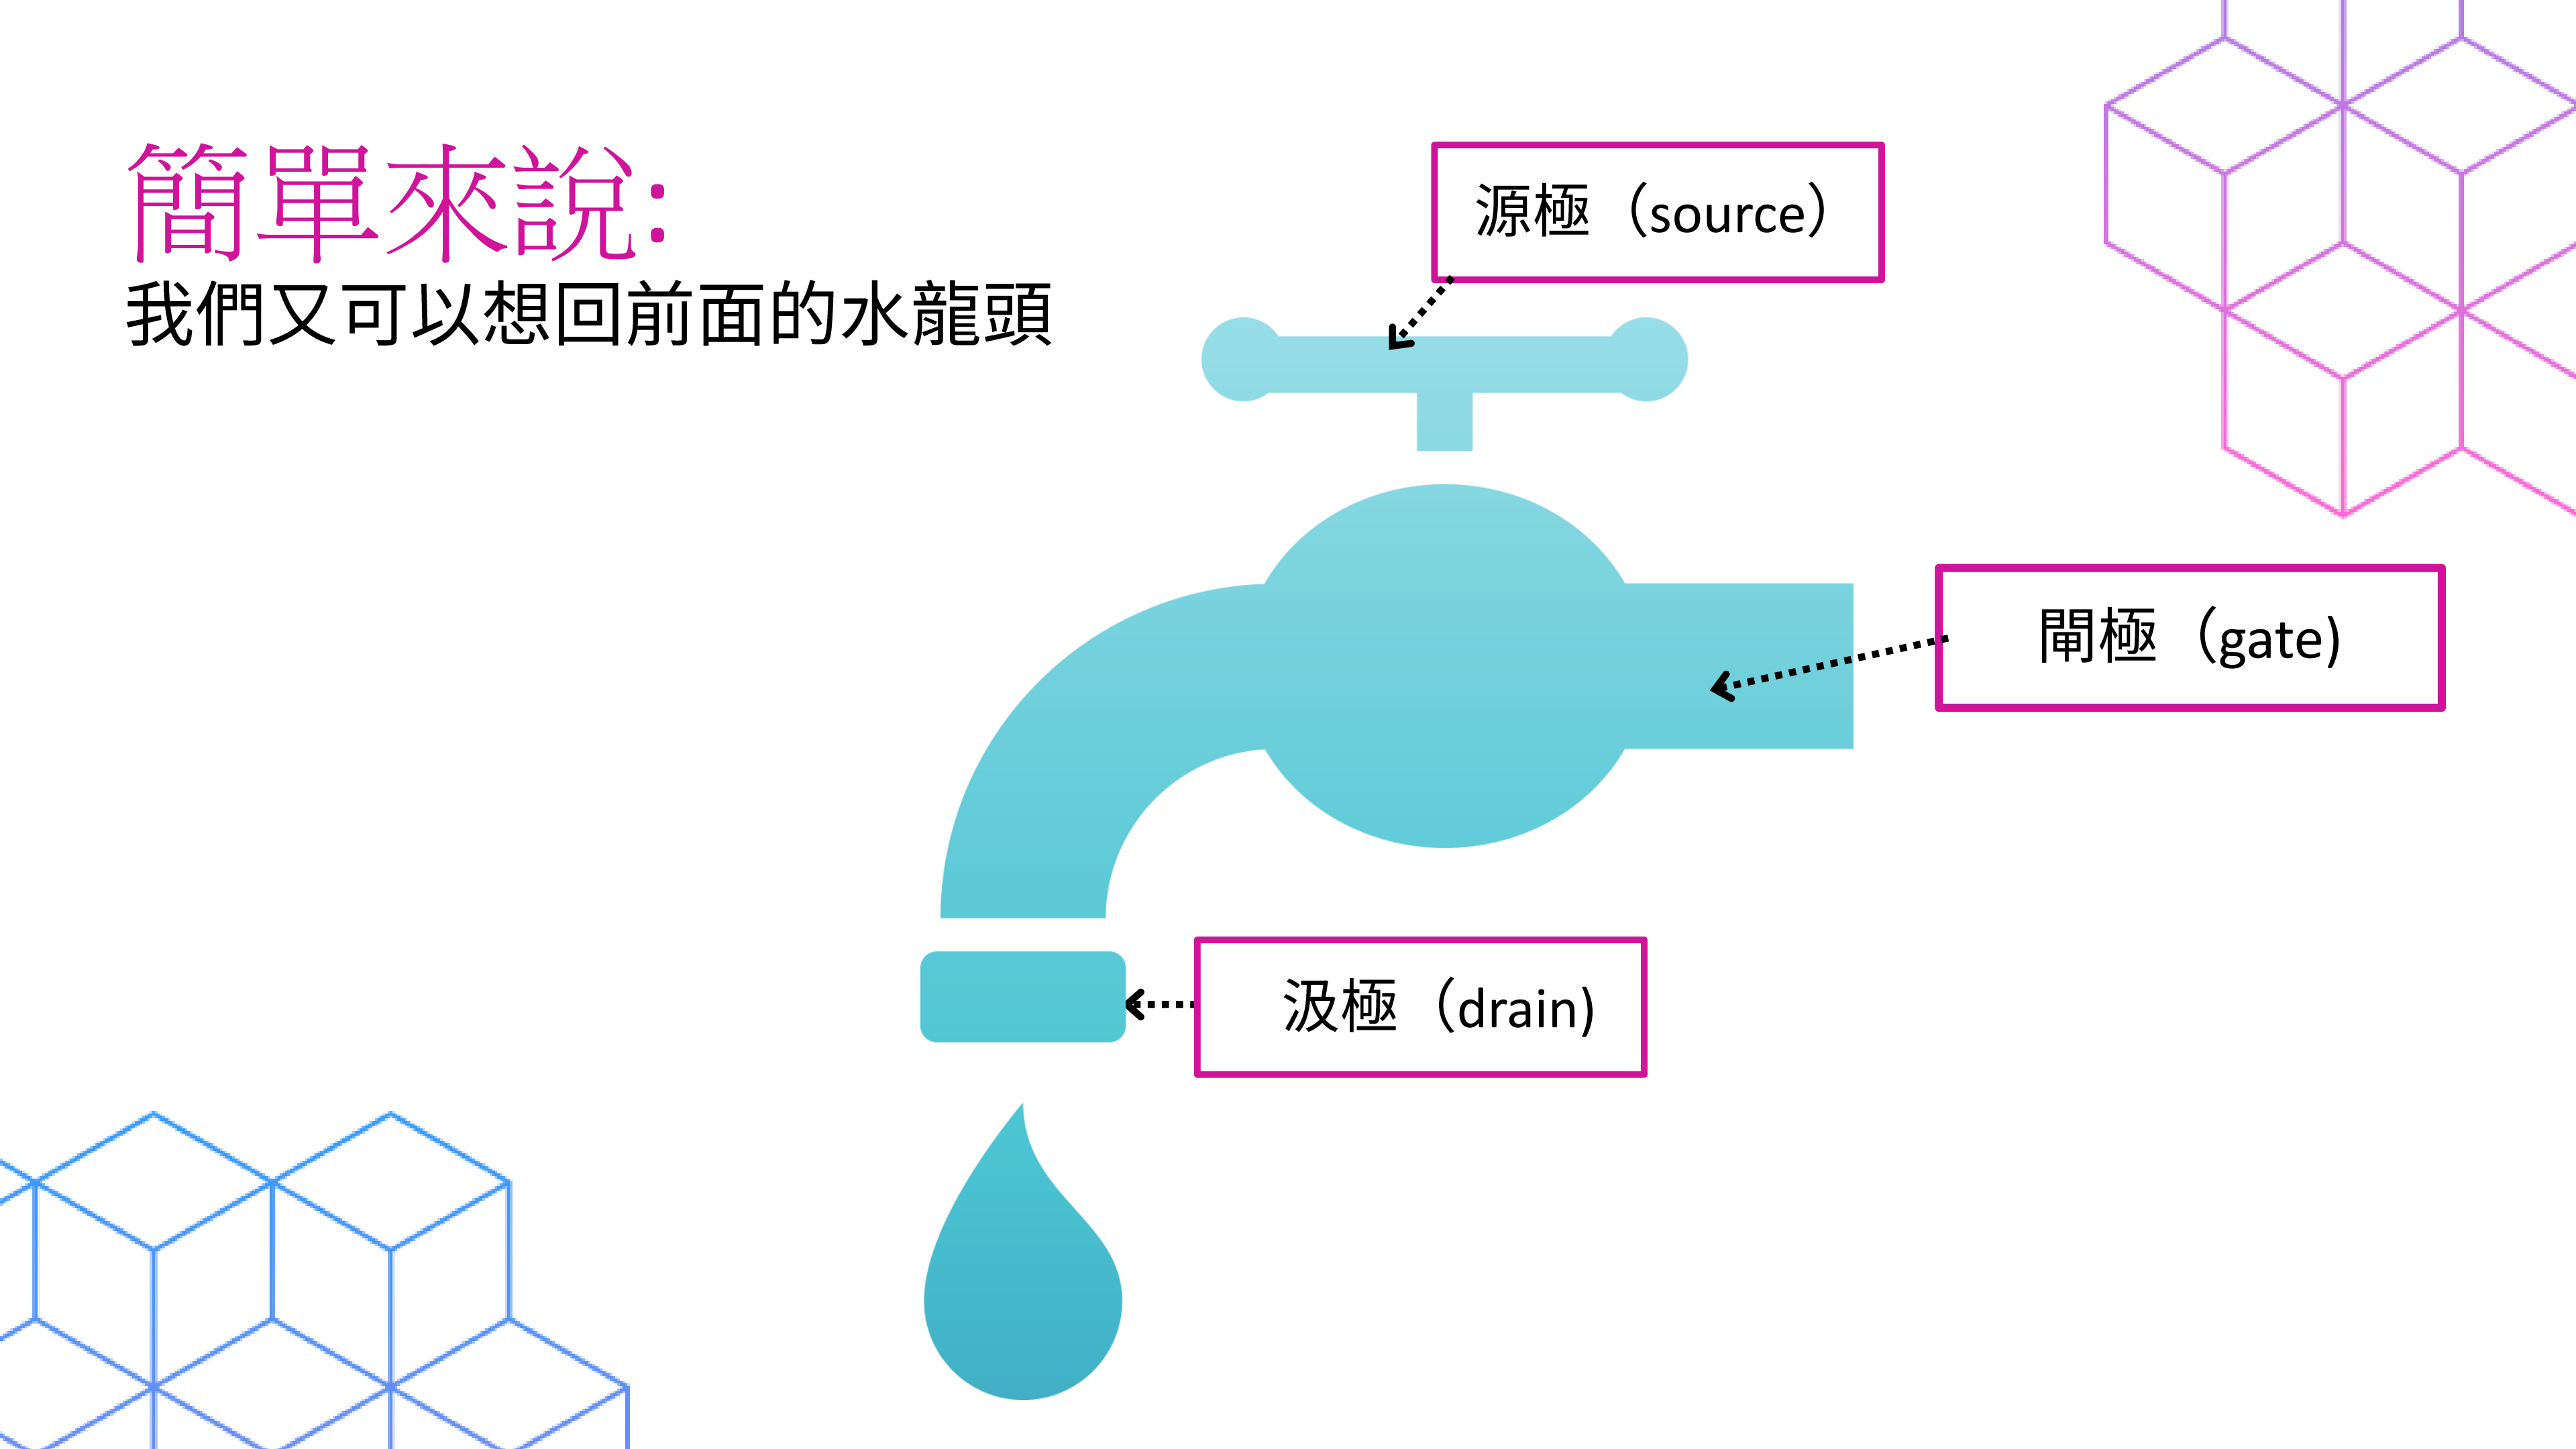 簡單來說:
我們又可以想回前面的水龍頭
源極（source）
閘極（gate)
汲極（drain)